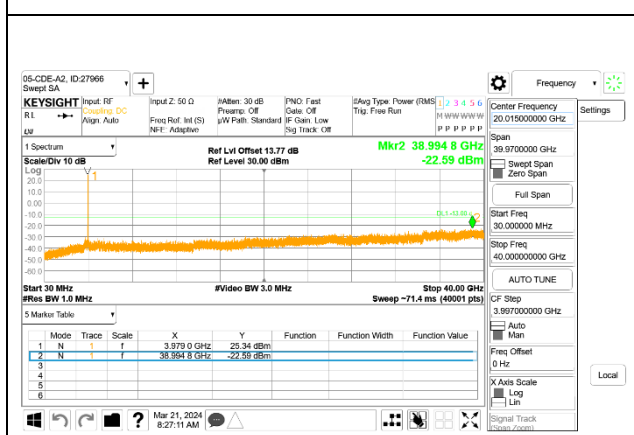 05-CDE-A2, ID:27966
Swept SA
Frequency
KEYSIGHT Input: RF Input Z: 50 Ω #Atten: 30 dB PNO: Fast #Avg Type: Power (RMS 1 2 3 4 5 6
RL Coupling: DC Preamp: Off Gate: Off Trig: Free Run M W W W W W
Align: Auto Freq Ref: Int (S) µW Path: Standard IF Gain: Low P P P P P P
NFE: Adaptive Sig Track: Off
Center Frequency
20.015000000 GHz
Settings
Span
39.9700000 GHz
Swept Span
Zero Span
Full Span
Start Freq
30.000000 MHz
Stop Freq
40.000000000 GHz
AUTO TUNE
CF Step
3.997000000 GHz
Auto
Man
Freq Offset
0 Hz
X Axis Scale
Log
Lin
Signal Track
(Span Zoom)
Local
1 Spectrum
Scale/Div 10 dB
Ref Lvl Offset 13.77 dB
Ref Level 30.00 dBm
Mkr2 38.994 8 GHz
-22.59 dBm
Log
20.0
10.0
0.00
-10.0
-20.0
-30.0
-40.0
-50.0
-60.0
1
2
Start 30 MHz #Video BW 3.0 MHz Stop 40.00 GHz
#Res BW 1.0 MHz Sweep ~71.4 ms (40001 pts)
5 Marker Table
Mode Trace Scale X Y Function Function Width Function Value
1 N 1 f 3.979 0 GHz 25.34 dBm
2 N 1 f 38.994 8 GHz -22.59 dBm
3
4
5
6
Mar 21, 2024
8:27:11 AM